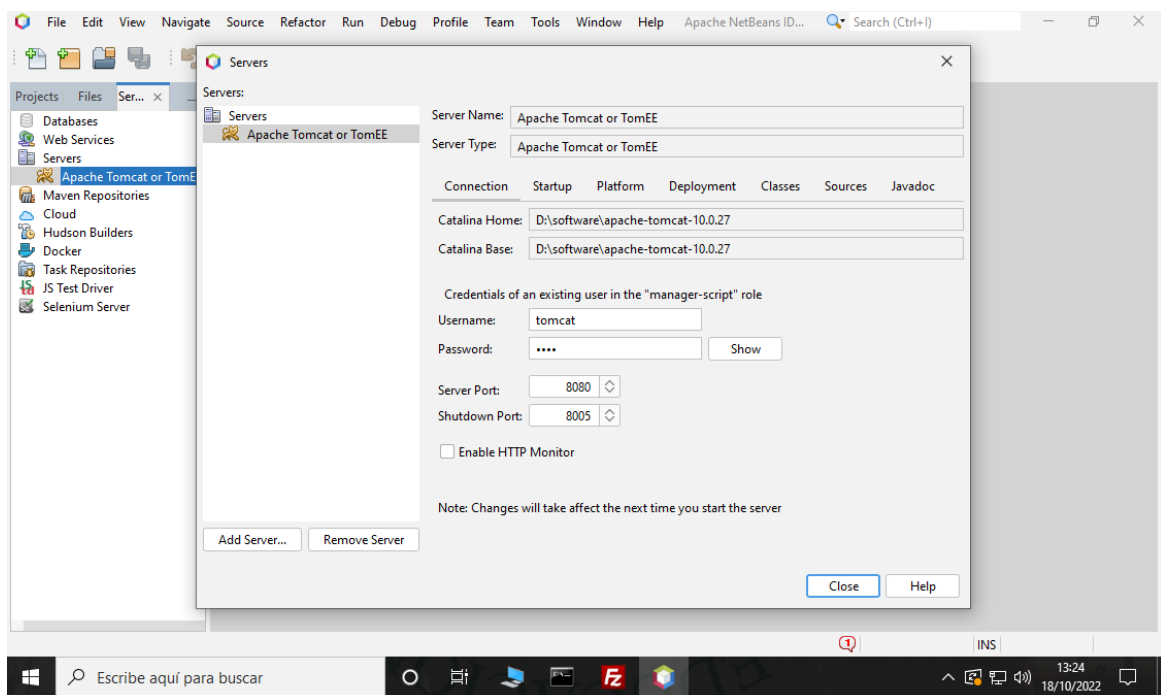 File Edit View Navigate Source Refactor Run Debug Profile Team Tools Window Help Apache NetBeans ID... Search (Ctrl+I)
Projects Files Ser...
Databases
Web Services
Servers
Apache Tomcat or TomE
Maven Repositories
Cloud
Hudson Builders
Docker
Task Repositories
JS Test Driver
Selenium Server
Servers
Servers:
Servers
Apache Tomcat or TomEE
Add Server... Remove Server
Server Name: Apache Tomcat or TomEE
Server Type: Apache Tomcat or TomEE
Connection Startup Platform Deployment Classes Sources Javadoc
Catalina Home: D:\software\apache-tomcat-10.0.27
Catalina Base: D:\software\apache-tomcat-10.0.27
Credentials of an existing user in the "manager-script" role
Username: tomcat
Password: •••• Show
Server Port: 8080
Shutdown Port: 8005
Enable HTTP Monitor
Note: Changes will take affect the next time you start the server
Close Help
1 INS
Escribe aquí para buscar
Fz
13:24
18/10/2022